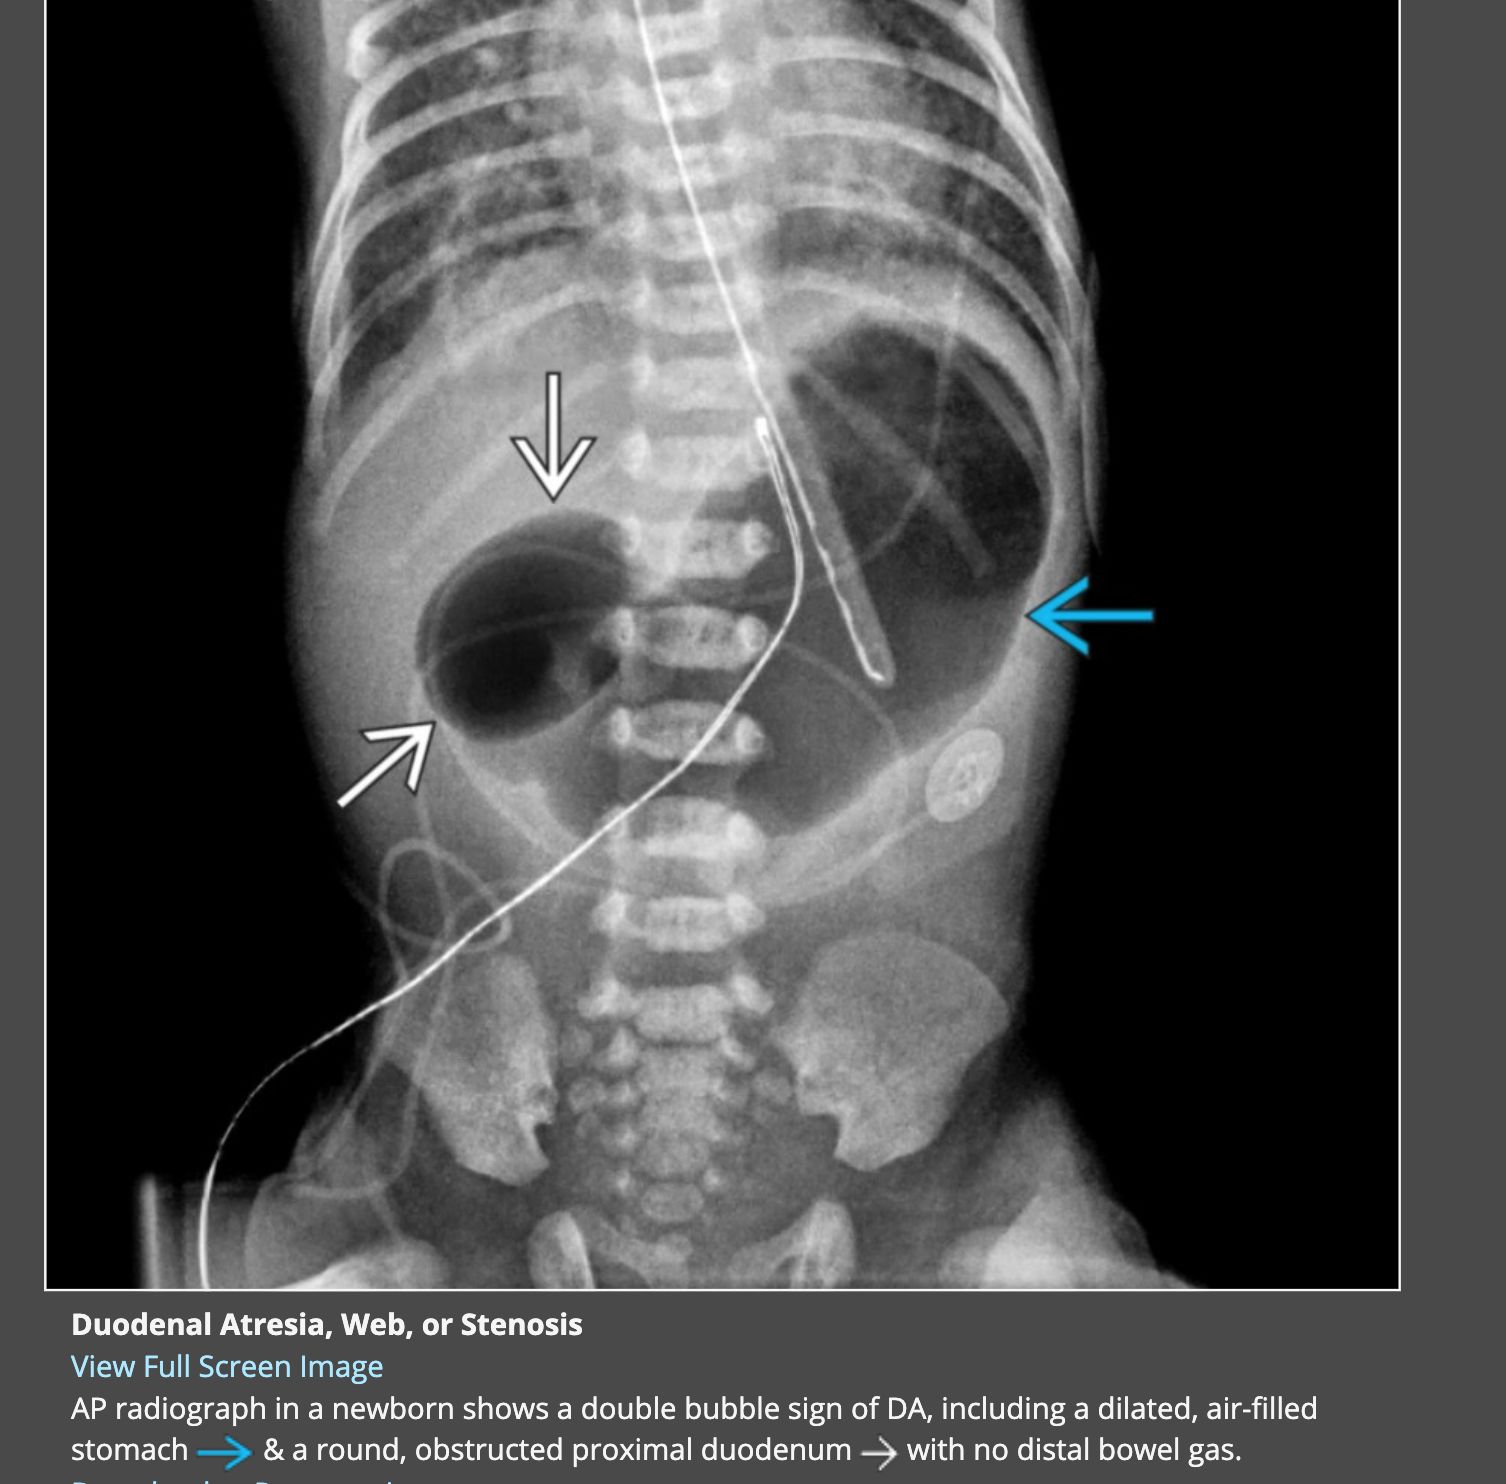 Duodenal Atresia, Web, or Stenosis
View Full Screen Image
AP radiograph in a newborn shows a double bubble sign of DA, including a dilated, air-filled
stomach & a round, obstructed proximal duodenum with no distal bowel gas.